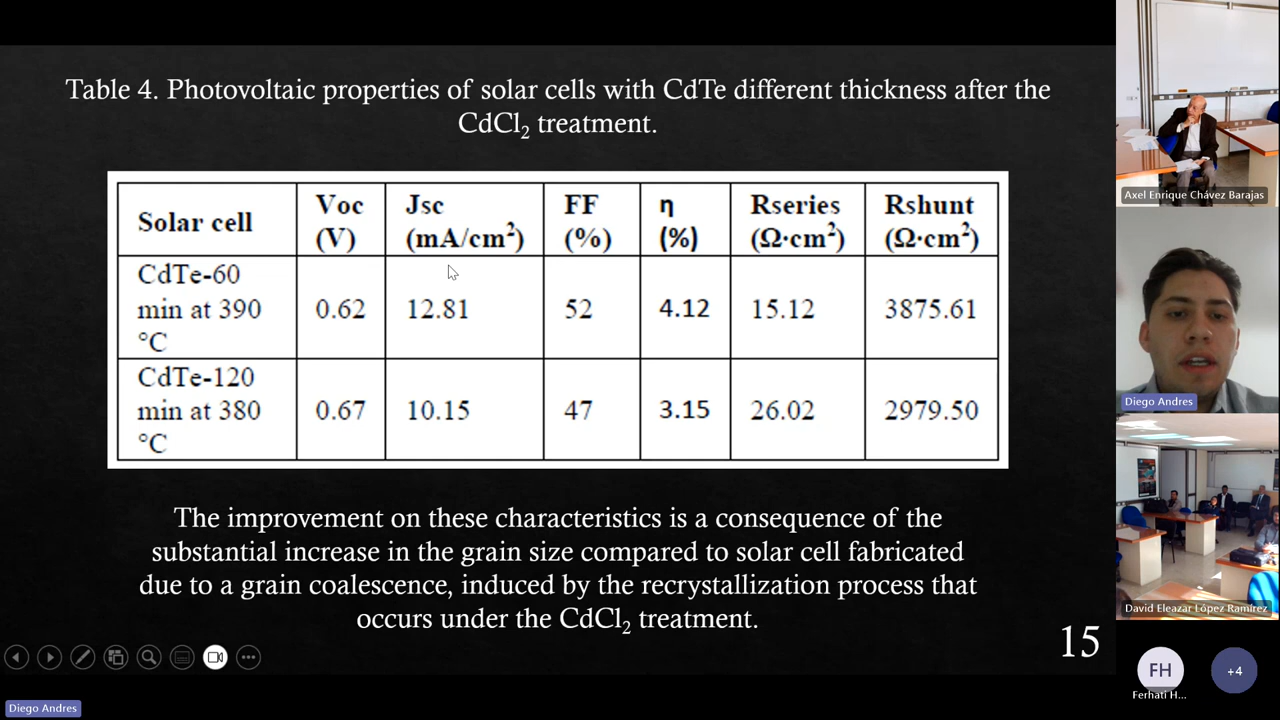 Table 4. Photovoltaic properties of solar cells with CdTe different thickness after the
CdCl₂ treatment.
Solar cell
Voc
(V)
Jsc
(mA/cm²)
FF
(%)
η
(%)
Rseries
(Ω·cm²)
Rshunt
(Ω·cm²)
CdTe-60
min at 390
°C
0.62
12.81
52
4.12
15.12
3875.61
CdTe-120
min at 380
°C
0.67
10.15
47
3.15
26.02
2979.50
The improvement on these characteristics is a consequence of the
substantial increase in the grain size compared to solar cell fabricated
due to a grain coalescence, induced by the recrystallization process that
occurs under the CdCl₂ treatment.
15
Diego Andres
Axel Enrique Chávez Barajas
Diego Andres
David Eleazar López Ramírez
FH
Ferhati H...
+4